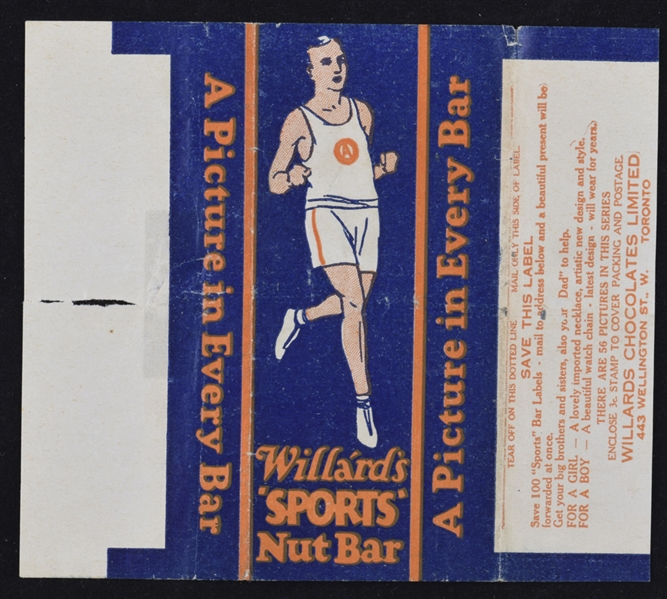 A Picture in Every Bar
Willard's
'SPORTS'
Nut Bar
A Picture in Every Bar
TEAR OFF ON THIS DOTTED LINE MAIL ONLY THIS SIDE OF LABEL
SAVE THIS LABEL
Save 100 "Sports" Bar Labels - mail to address below and a beautiful present will be
forwarded at once.
Get your big brothers and sisters, also your Dad" to help.
FOR A GIRL — A lovely imported necklace, artistic new design and style.
FOR A BOY — A beautiful watch chain - latest design - will wear for years.
THERE ARE 56 PICTURES IN THIS SERIES
ENCLOSE 3c. STAMP TO COVER PACKING AND POSTAGE
WILLARDS CHOCOLATES LIMITED
443 WELLINGTON ST., W. TORONTO